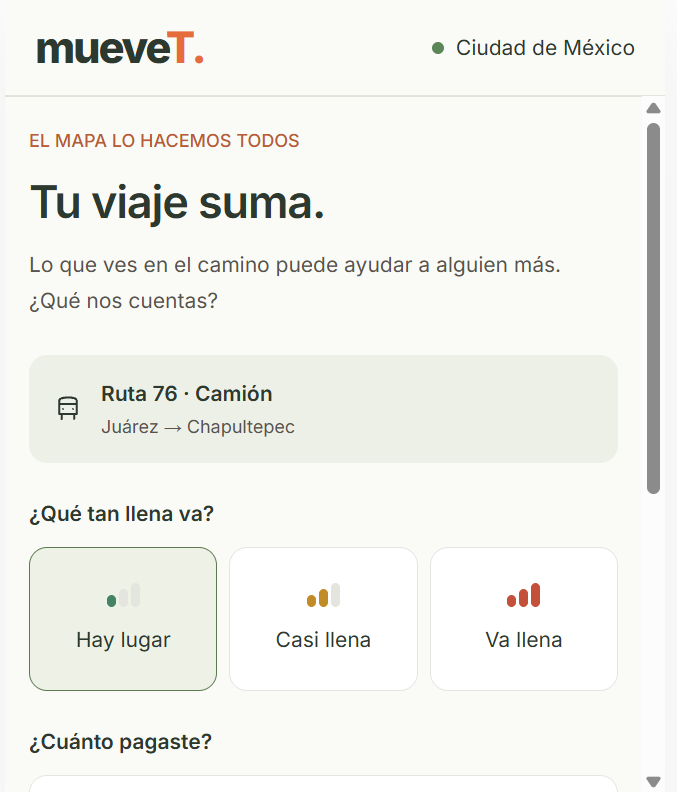 mueveT.
Ciudad de México
EL MAPA LO HACEMOS TODOS
Tu viaje suma.
Lo que ves en el camino puede ayudar a alguien más.
¿Qué nos cuentas?
Ruta 76 · Camión
Juárez → Chapultepec
¿Qué tan llena va?
Hay lugar
Casi llena
Va llena
¿Cuánto pagaste?